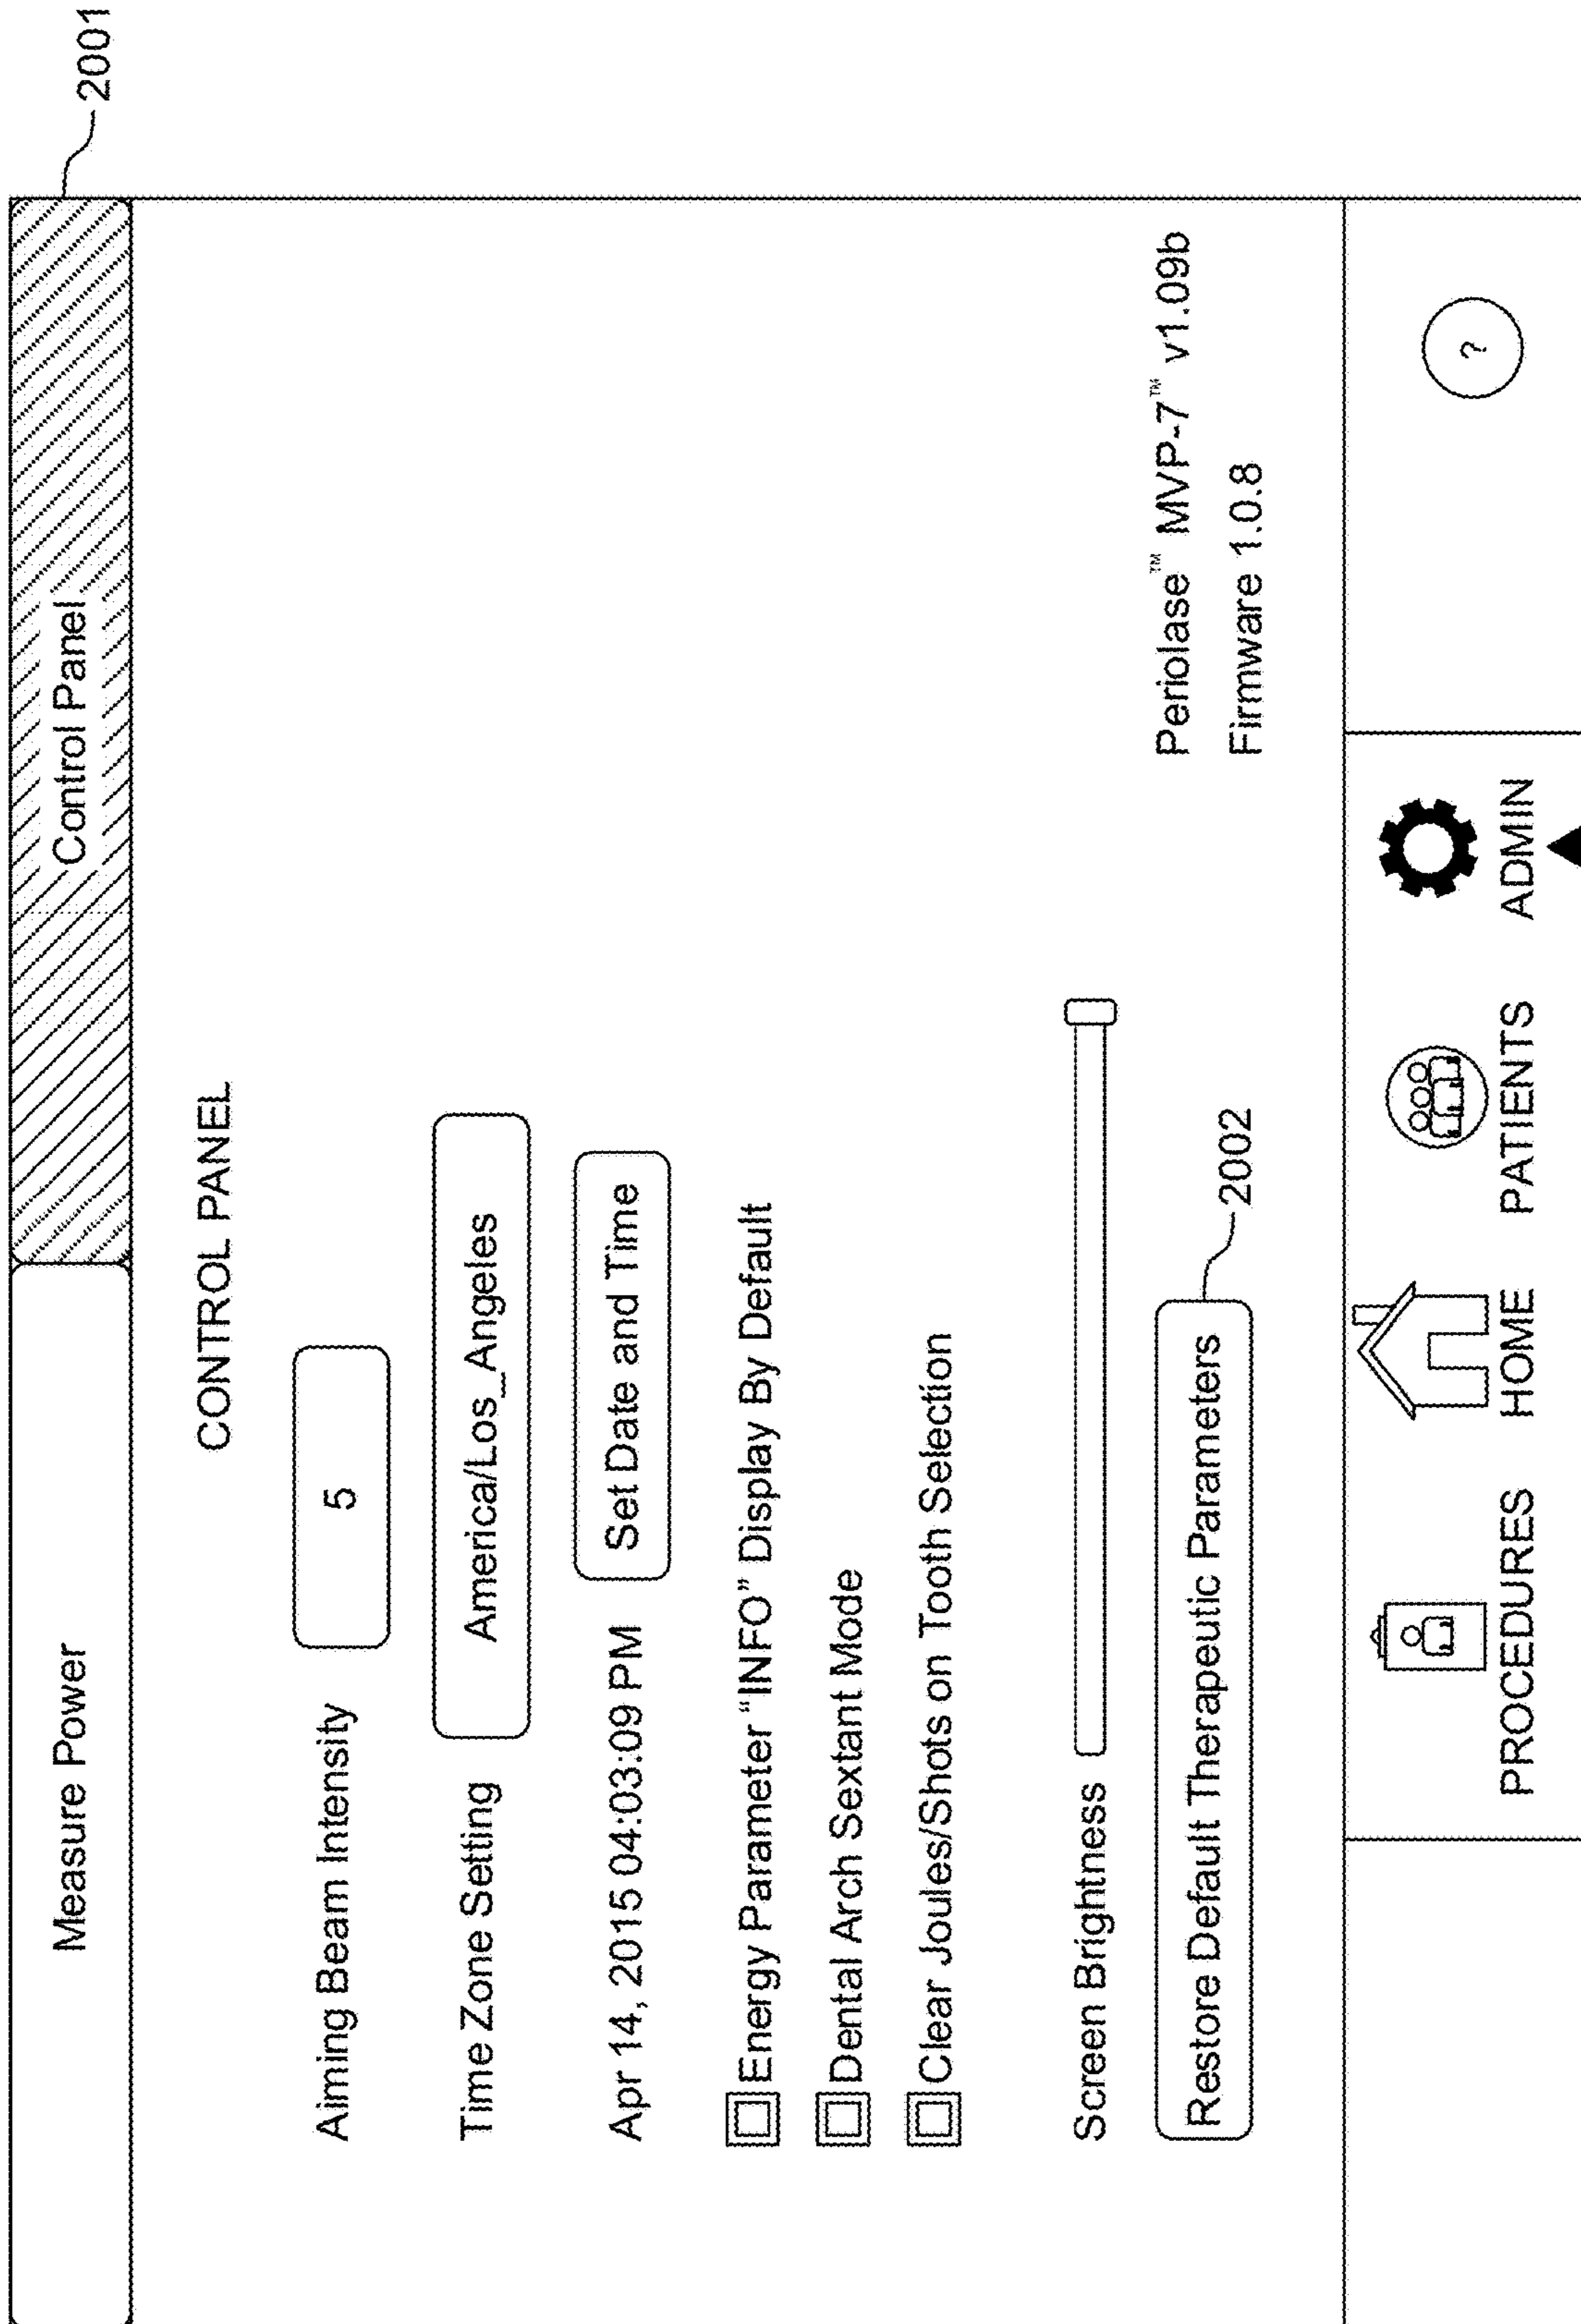 Measure Power
Control Panel
2001
CONTROL PANEL
Aiming Beam Intensity 5
Time Zone Setting America/Los_Angeles
Apr 14, 2015 04:03:09 PM Set Date and Time
Energy Parameter “INFO” Display By Default
Dental Arch Sextant Mode
Clear Joules/Shots on Tooth Selection
Screen Brightness
Restore Default Therapeutic Parameters
2002
Periolase™ MVP-7™ v1.09b
Firmware 1.0.8
PROCEDURES
HOME
PATIENTS
ADMIN
?